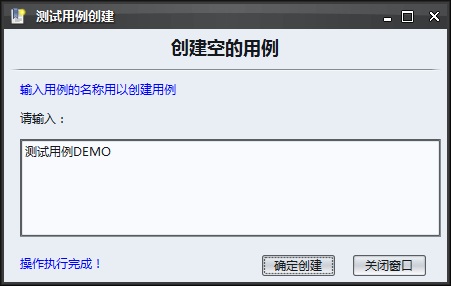 测试用例创建
创建空的用例
输入用例的名称用以创建用例
请输入：
测试用例DEMO
操作执行完成！
确定创建
关闭窗口